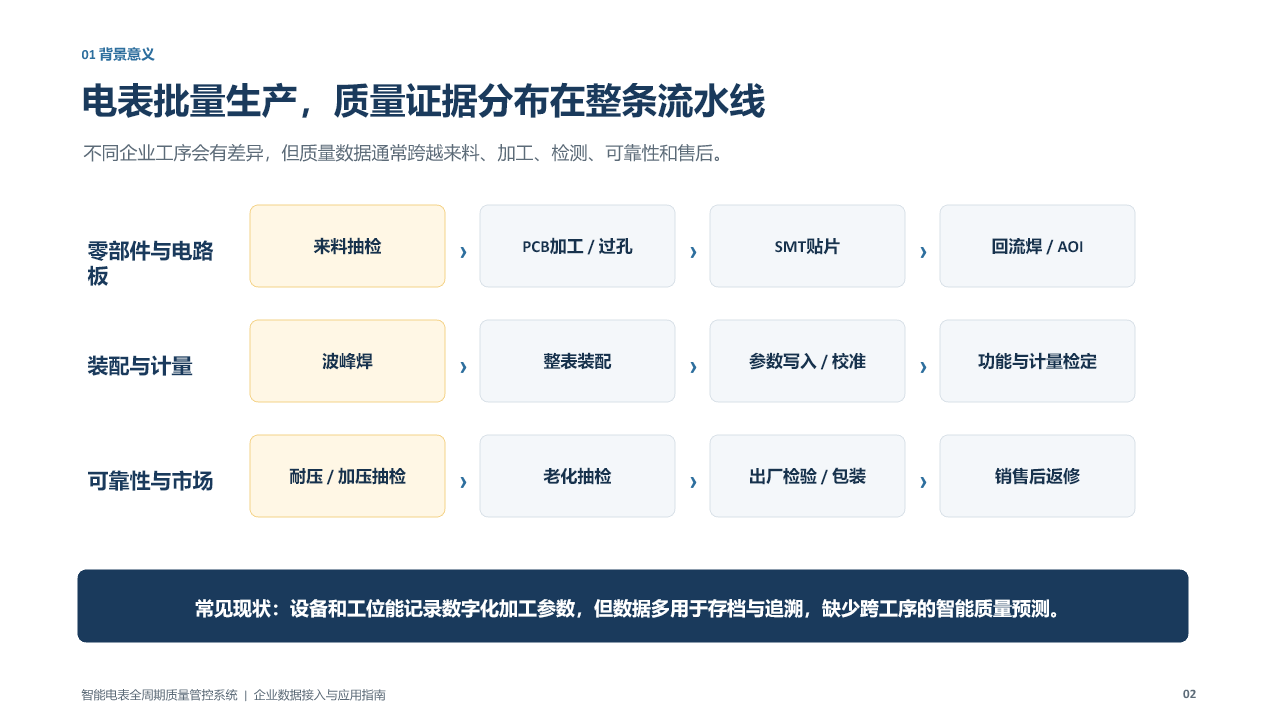 01 背景意义
电表批量生产，质量证据分布在整条流水线
不同企业工序会有差异，但质量数据通常跨越来料、加工、检测、可靠性和售后。
零部件与电路
板
来料抽检 › PCB加工 / 过孔 › SMT贴片 › 回流焊 / AOI
装配与计量
波峰焊 › 整表装配 › 参数写入 / 校准 › 功能与计量检定
可靠性与市场
耐压 / 加压抽检 › 老化抽检 › 出厂检验 / 包装 › 销售后返修
常见现状：设备和工位能记录数字化加工参数，但数据多用于存档与追溯，缺少跨工序的智能质量预测。
智能电表全周期质量管控系统 | 企业数据接入与应用指南
02